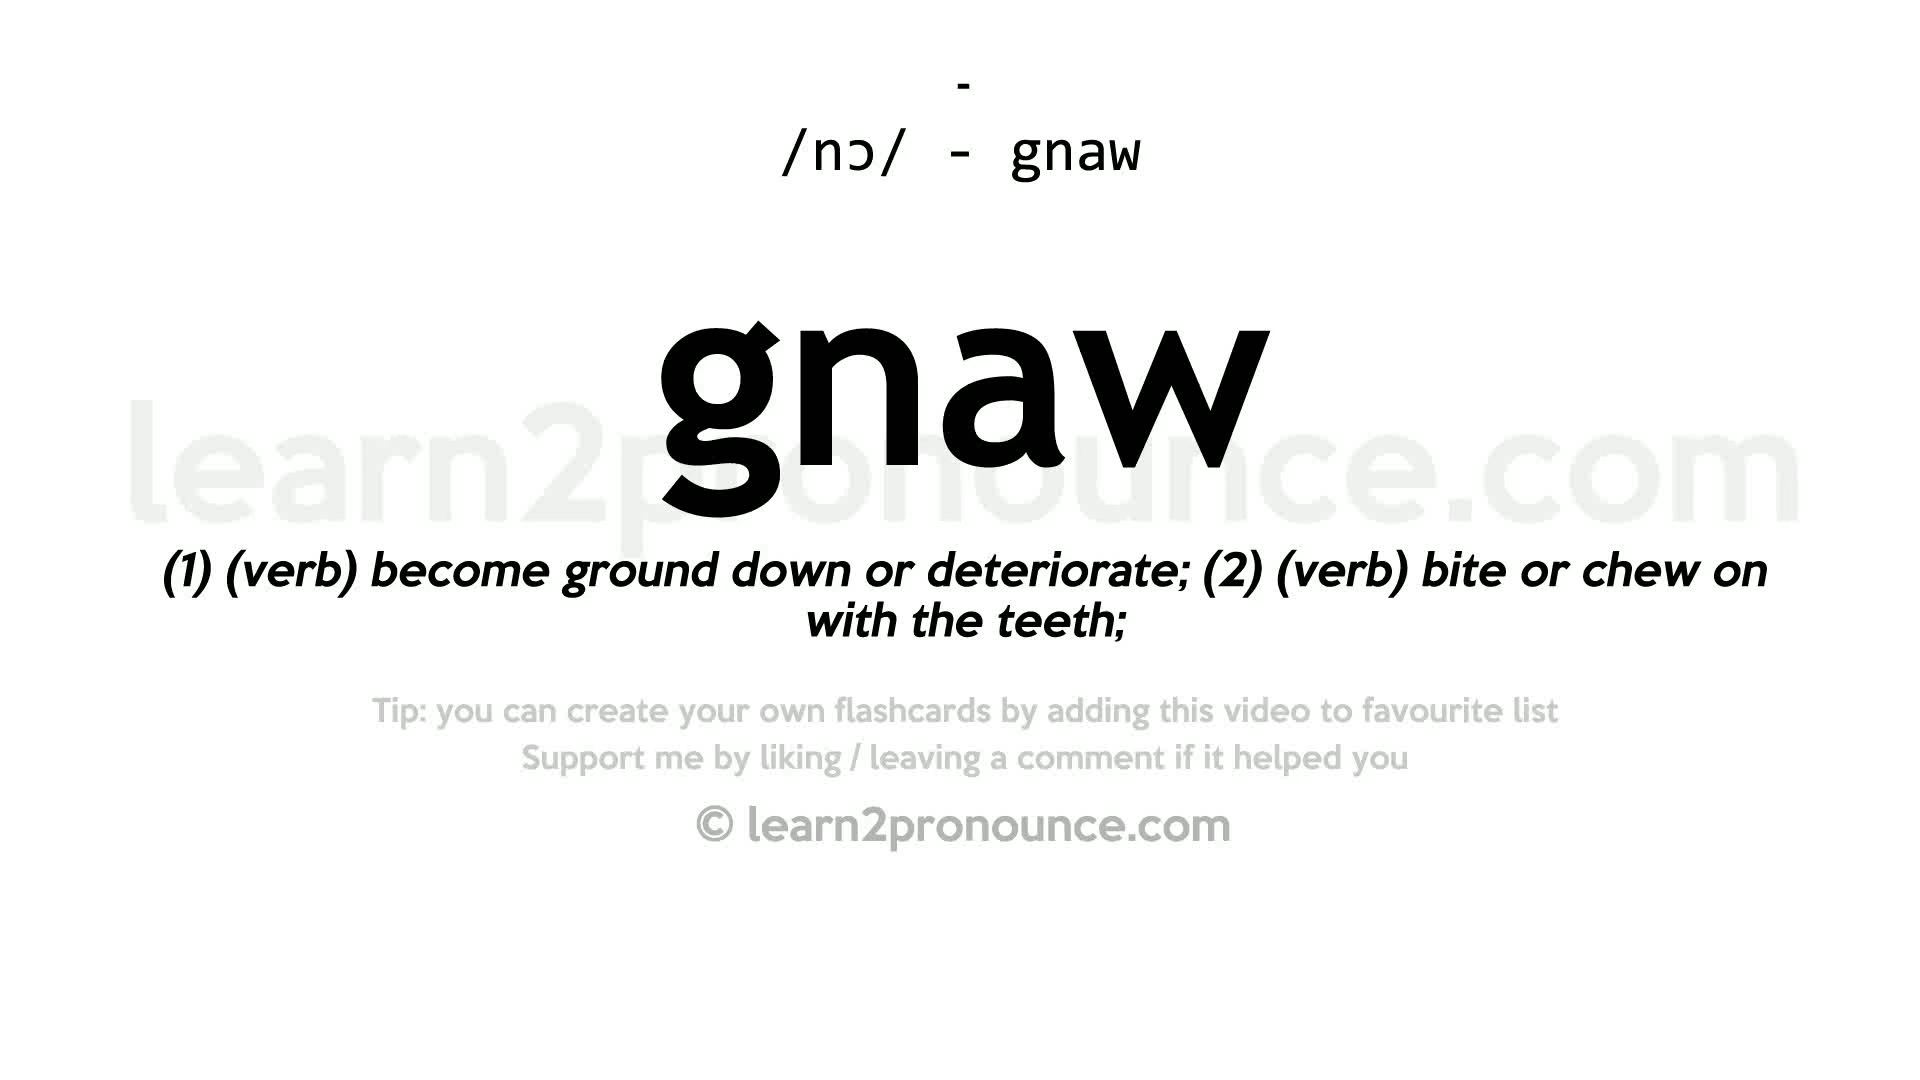 -
/nɔ/ - gnaw
gnaw
learn2pronounce.com
(1) (verb) become ground down or deteriorate; (2) (verb) bite or chew on
with the teeth;
Tip: you can create your own flashcards by adding this video to favourite list
Support me by liking / leaving a comment if it helped you
© learn2pronounce.com